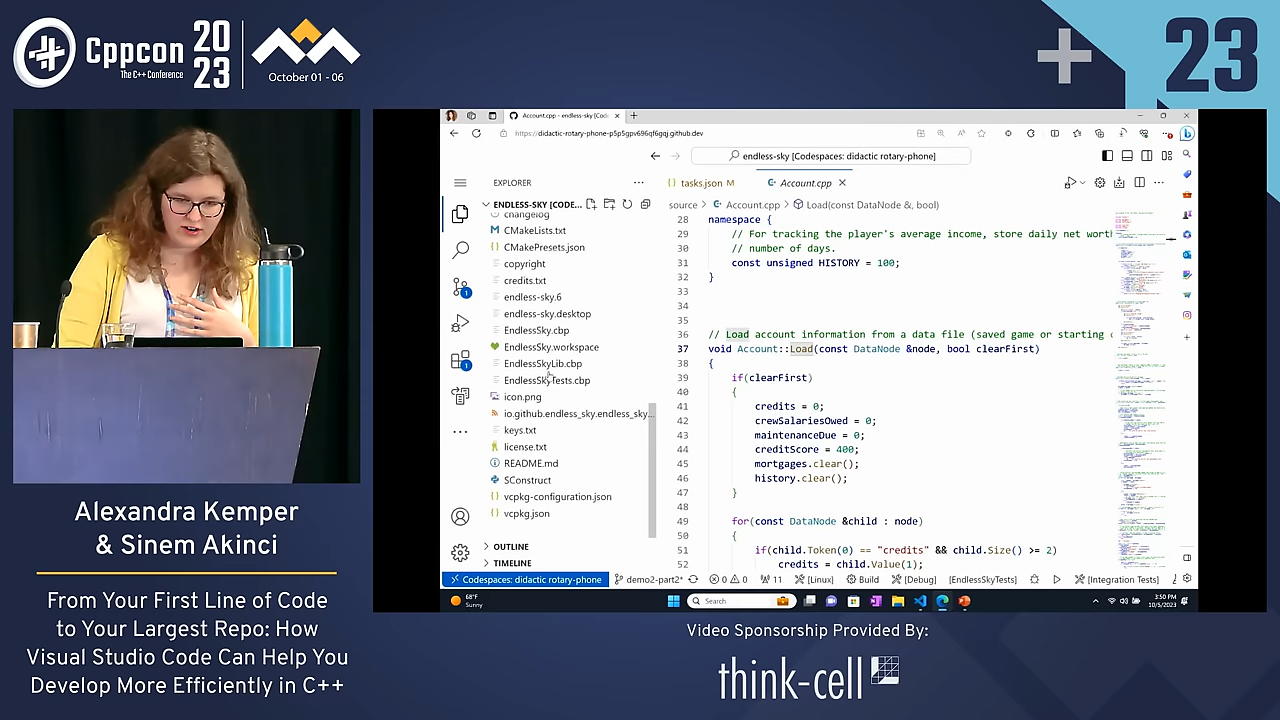 Cppcon
The C++ Conference
20
23
October 01 - 06
23
Account.cpp - endless-sky [Cod
https://didactic-rotary-phone-p5p5gpv696qf6gqj.github.dev
endless-sky [Codespaces: didactic rotary-phone]
EXPLORER
tasks.json M
Account.cpp
ENDLESS-SKY [CODE...
source > Account.cpp > Load(const DataNode &, bool)
changelog
CMakeLists.txt
CMakePresets.json
credits.txt
endless-sky.6
endless-sky.desktop
EndlessSky.cbp
EndlessSky.workspace
EndlessSkyLib.cbp
EndlessSkyTests.cbp
icon.png
io.github.endless_sky.endless_sky...
keys.txt
license.txt
README.md
SConstruct
vcpkg-configuration.json
vcpkg.json
OUTLINE
TIMELINE
28 namespace {
// For tracking the player's average income, store daily net wort
30 // number of days.
31 const unsigned HISTORY = 100;
32
33
34
35
Load account information from a data file (saved game or starting
38 void Account::Load(const DataNode &node, bool clearFirst)
38
39 if(clearFirst)
40
41 credits = 0;
42 crewSalariesOwed
43 maintenanceDue = 0;
44 creditScore = 400
45 mortgages.clear();
46 history.clear();
47 }
48
49 for(const DataNode &child : node)
50 {
51 if(child.Token(0) == "credits" && child.Size() >= 2)
credits = child.Value(1);
Codespaces: didactic rotary-phone
demo2-part2*
0
Build
[Debug]
[EndlessSkyTests]
[Integration Tests]
68°F
Sunny
Search
3:50 PM
10/5/2023
Alexandra Kemper
& Sinem Akinci
From Your First Line of Code
to Your Largest Repo: How
Visual Studio Code Can Help You
Develop More Efficiently in C++
Video Sponsorship Provided By:
think-cell